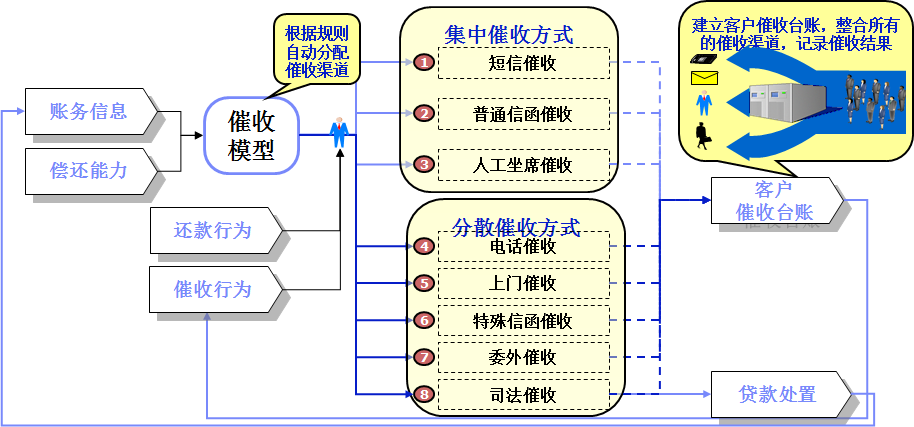 根据规则
自动分配
催收渠道
集中催收方式
建立客户催收台账，整合所有
的催收渠道，记录催收结果
1
短信催收
账务信息
催收
模型
2
普通信函催收
偿还能力
3
人工坐席催收
客户
催收台账
还款行为
分散催收方式
4
电话催收
催收行为
5
上门催收
6
特殊信函催收
7
委外催收
8
司法催收
贷款处置